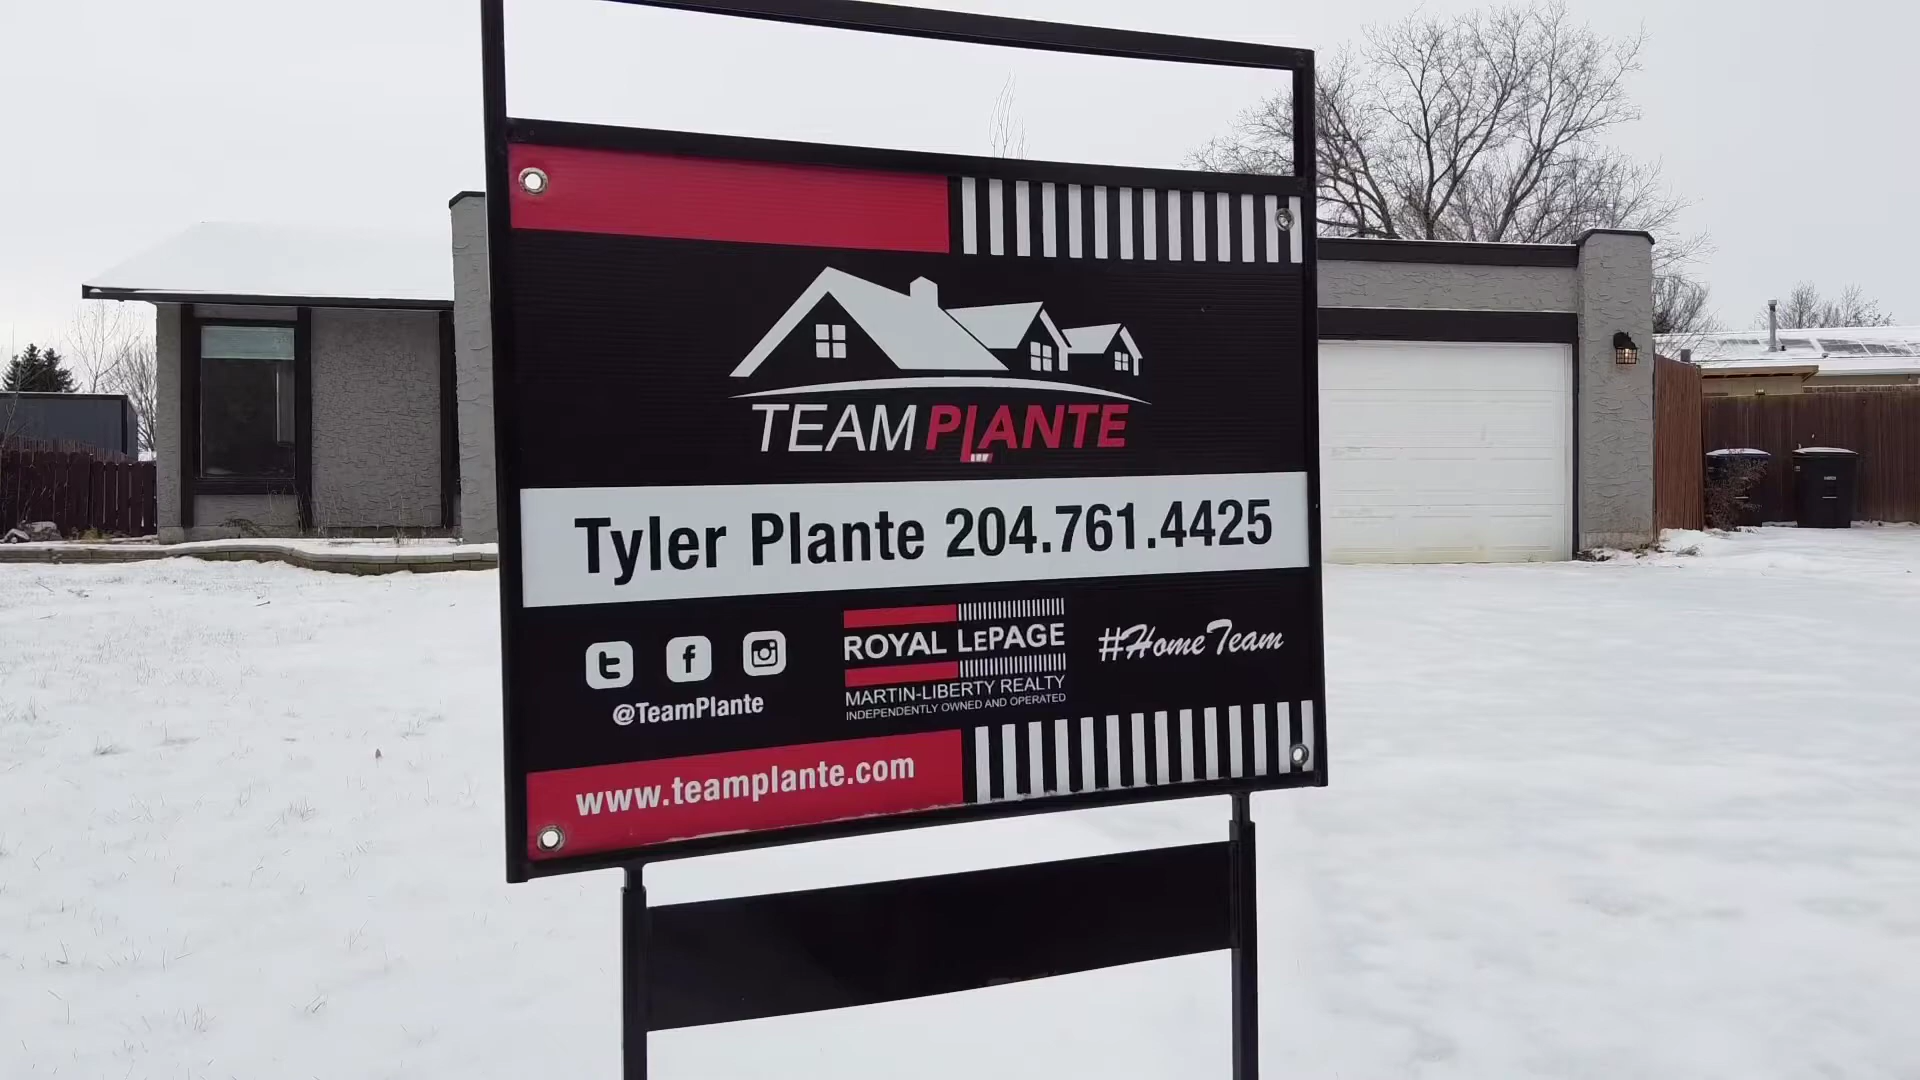 TEAM PLANTE
Tyler Plante 204.761.4425
@TeamPlante
ROYAL LEPAGE
MARTIN-LIBERTY REALTY
INDEPENDENTLY OWNED AND OPERATED
#HomeTeam
www.teamplante.com